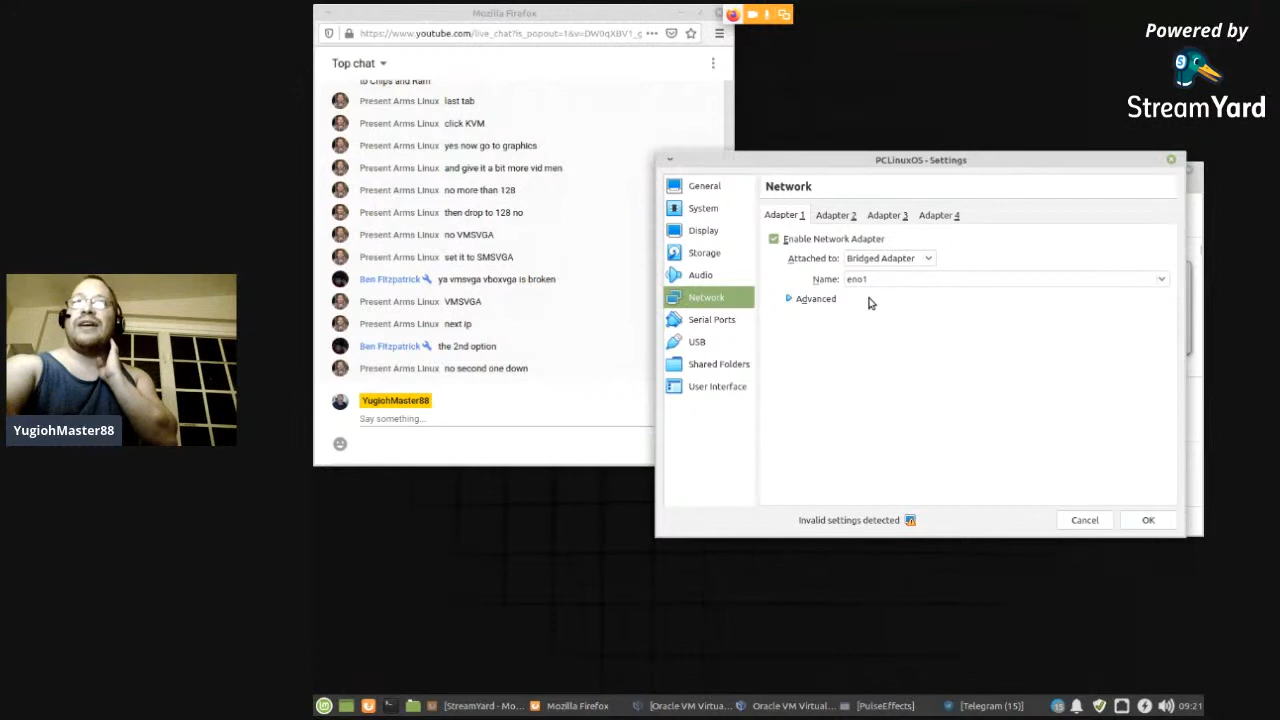 Mozilla Firefox
https://www.youtube.com/live_chat?is_popout=1&v=DW0qXBV1_g
Top chat
to Chips and Ram
Present Arms Linux last tab
Present Arms Linux click KVM
Present Arms Linux yes now go to graphics
Present Arms Linux and give it a bit more vid men
Present Arms Linux no more than 128
Present Arms Linux then drop to 128 no
Present Arms Linux no VMSVGA
Present Arms Linux set it to SMSVGA
Ben Fitzpatrick ya vmsvga vboxvga is broken
Present Arms Linux VMSVGA
Present Arms Linux next ip
Ben Fitzpatrick the 2nd option
Present Arms Linux no second one down
YugiohMaster88
Say something...
PCLinuxOS - Settings
General
System
Display
Storage
Audio
Network
Serial Ports
USB
Shared Folders
User Interface
Network
Adapter 1 Adapter 2 Adapter 3 Adapter 4
Enable Network Adapter
Attached to: Bridged Adapter
Name: eno1
Advanced
Invalid settings detected
Cancel OK
Powered by
StreamYard
YugiohMaster88
[StreamYard - Mo... Mozilla Firefox [Oracle VM Virtua... Oracle VM Virtual... [PulseEffects] [Telegram (15)] 09:21